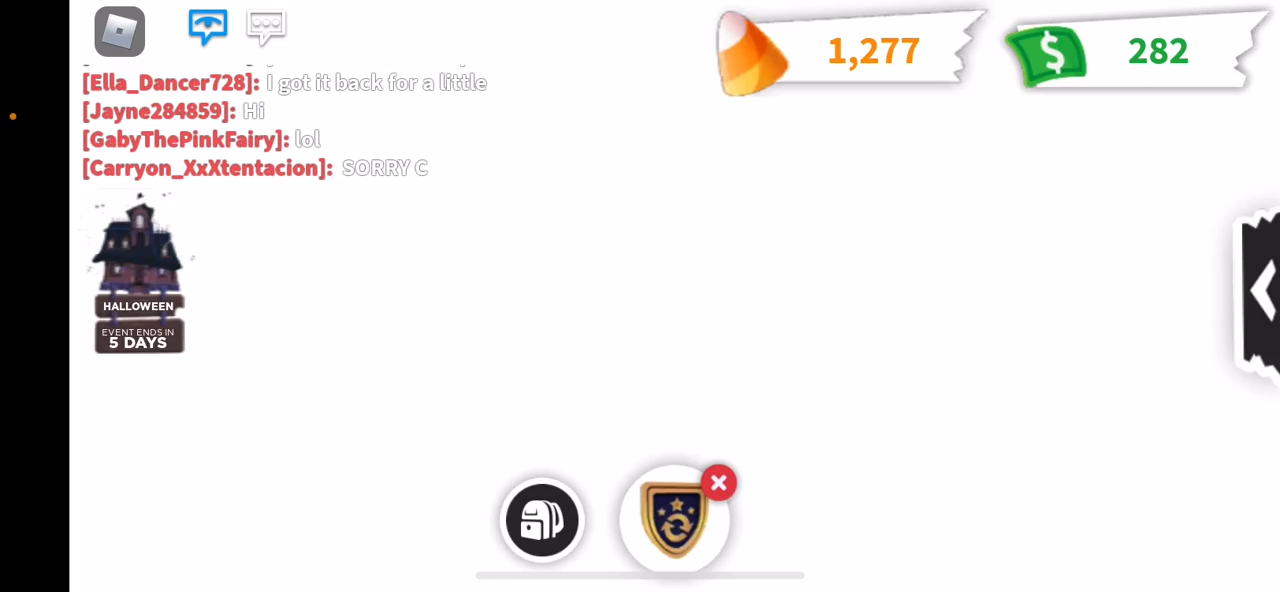 1,277
282
[Ella_Dancer728]: I got it back for a little
[Jayne284859]: Hi
[GabyThePinkFairy]: lol
[Carryon_XxXtentacion]: SORRY C
HALLOWEEN
EVENT ENDS IN
5 DAYS